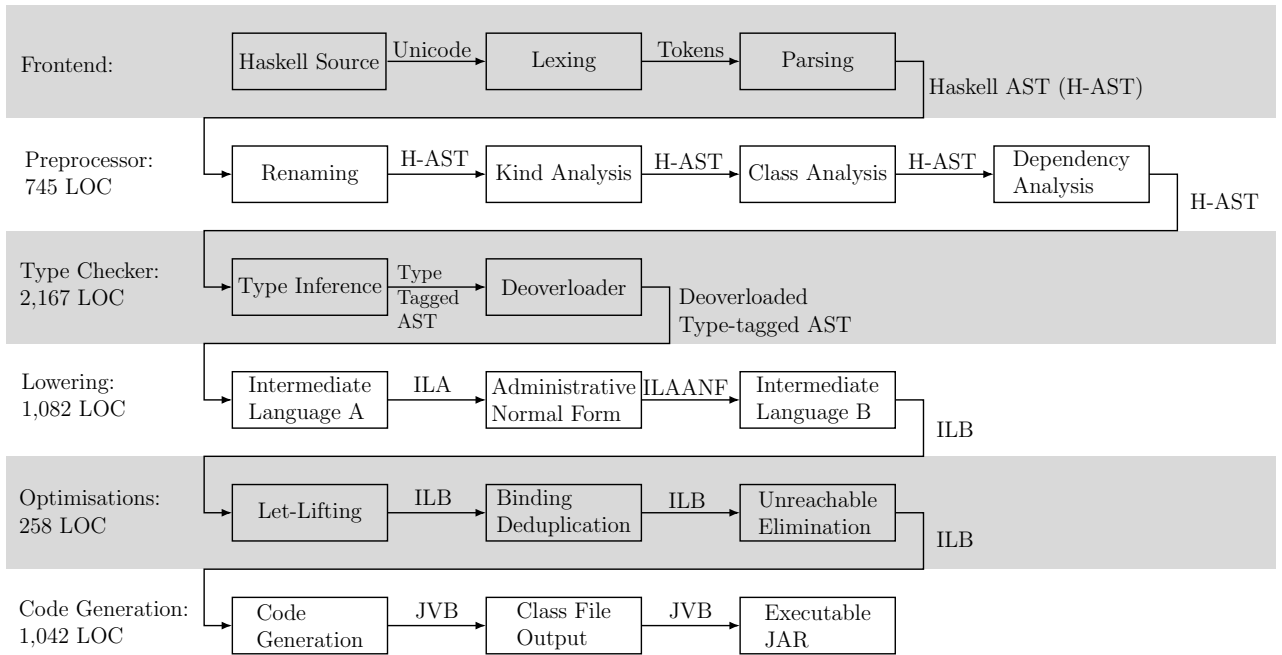 Frontend:
Haskell Source
Unicode
Lexing
Tokens
Parsing
Haskell AST (H-AST)
Preprocessor:
745 LOC
Renaming
H-AST
Kind Analysis
H-AST
Class Analysis
H-AST
Dependency
Analysis
H-AST
Type Checker:
2,167 LOC
Type Inference
Type
Tagged
AST
Deoverloader
Deoverloaded
Type-tagged AST
Lowering:
1,082 LOC
Intermediate
Language A
ILA
Administrative
Normal Form
ILAANF
Intermediate
Language B
ILB
Optimisations:
258 LOC
Let-Lifting
ILB
Binding
Deduplication
ILB
Unreachable
Elimination
ILB
Code Generation:
1,042 LOC
Code
Generation
JVB
Class File
Output
JVB
Executable
JAR